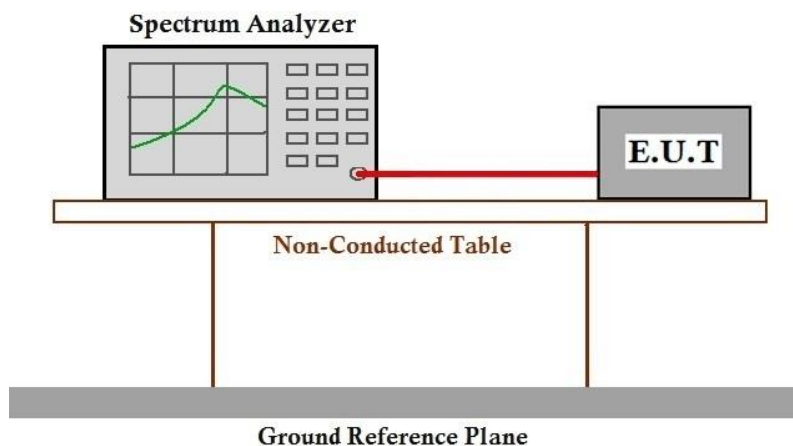 Spectrum Analyzer
E.U.T
Non-Conducted Table
Ground Reference Plane